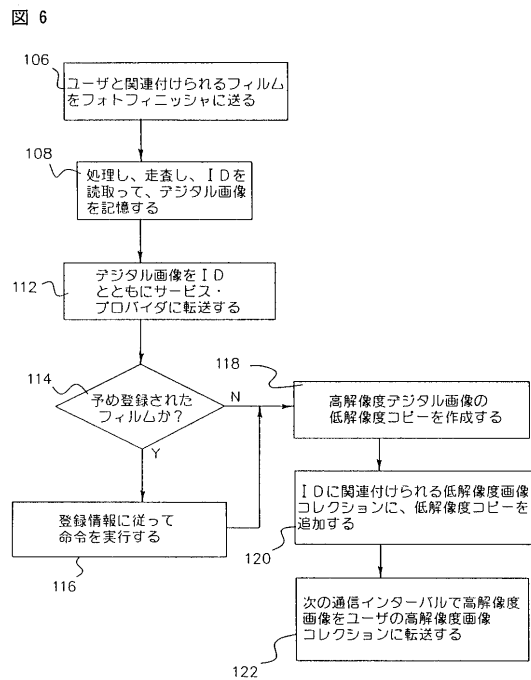 図 6
106
ユーザと関連付けられるフィルム
をフォトフィニッシャに送る
108
処理し、走査し、IDを
読取って、デジタル画像
を記憶する
112
デジタル画像をID
とともにサービス・
プロバイダに転送する
114
予め登録された
フィルムか?
N
Y
登録情報に従って
命令を実行する
116
118
高解像度デジタル画像の
低解像度コピーを作成する
IDに関連付けられる低解像度画像
コレクションに、低解像度コピーを
追加する
120
次の通信インターバルで高解像度
画像をユーザの高解像度画像
コレクションに転送する
122